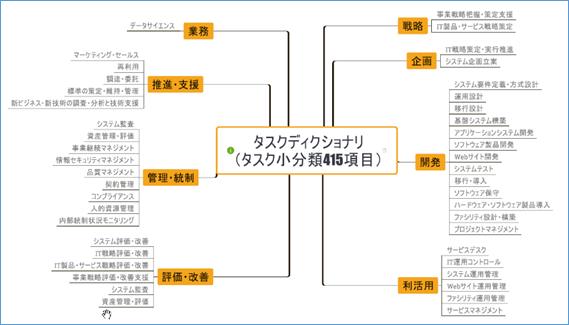 タスクディクショナリ
（タスク小分類415項目）
戦略
事業戦略把握・策定支援
IT製品・サービス戦略策定
企画
IT戦略策定・実行推進
システム企画立案
開発
システム要件定義・方式設計
運用設計
移行設計
基盤システム構築
アプリケーションシステム開発
ソフトウェア製品開発
Webサイト開発
システムテスト
移行・導入
ソフトウェア保守
ハードウェア・ソフトウェア製品導入
ファシリティ設計・構築
プロジェクトマネジメント
利活用
サービスデスク
IT運用コントロール
システム運用管理
Webサイト運用管理
ファシリティ運用管理
サービスマネジメント
業務
データサイエンス
推進・支援
マーケティング・セールス
再利用
調達・委託
標準の策定・維持・管理
新ビジネス・新技術の調査・分析と技術支援
管理・統制
システム監査
資産管理・評価
事業継続マネジメント
情報セキュリティマネジメント
品質マネジメント
契約管理
コンプライアンス
人的資源管理
内部統制状況モニタリング
評価・改善
システム評価・改善
IT戦略評価・改善
IT製品・サービス戦略評価・改善
事業戦略評価・改善支援
システム監査
資産管理・評価